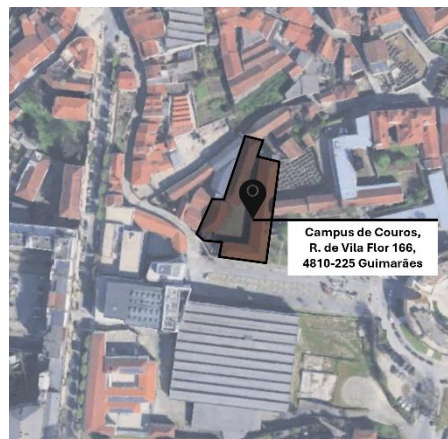 Campus de Couros,
R. de Vila Flor 166,
4810-225 Guimarães